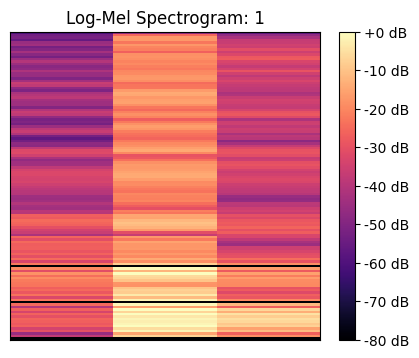 Log-Mel Spectrogram: 1
+0 dB
-10 dB
-20 dB
-30 dB
-40 dB
-50 dB
-60 dB
-70 dB
-80 dB